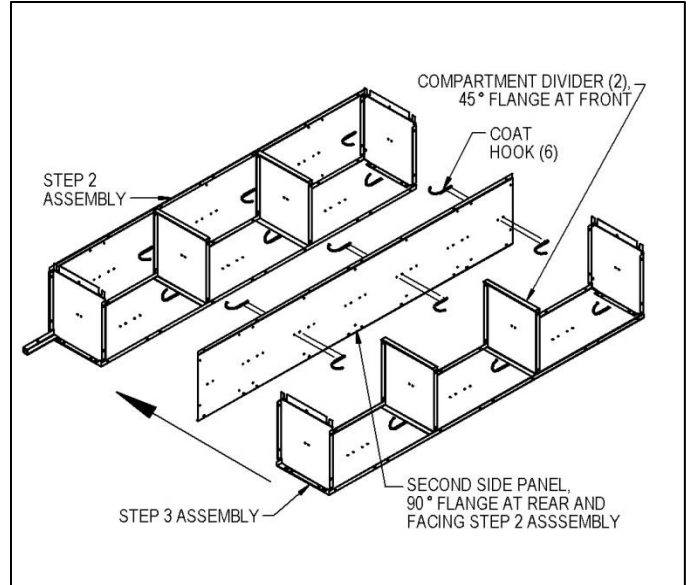 COMPARTMENT DIVIDER (2),
45° FLANGE AT FRONT
COAT
HOOK (6)
STEP 2
ASSEMBLY
STEP 3 ASSEMBLY
SECOND SIDE PANEL,
90° FLANGE AT REAR AND
FACING STEP 2 ASSSEMBLY